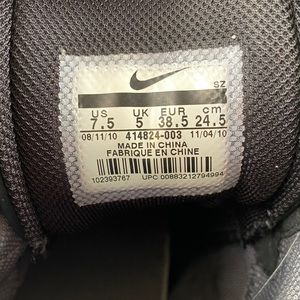 SZ
US UK EUR cm
7.5 5 38.5 24.5
08/11/10 414824-003 11/04/10
MADE IN CHINA
FABRIQUE EN CHINE
102393767 UPC 00883212794994